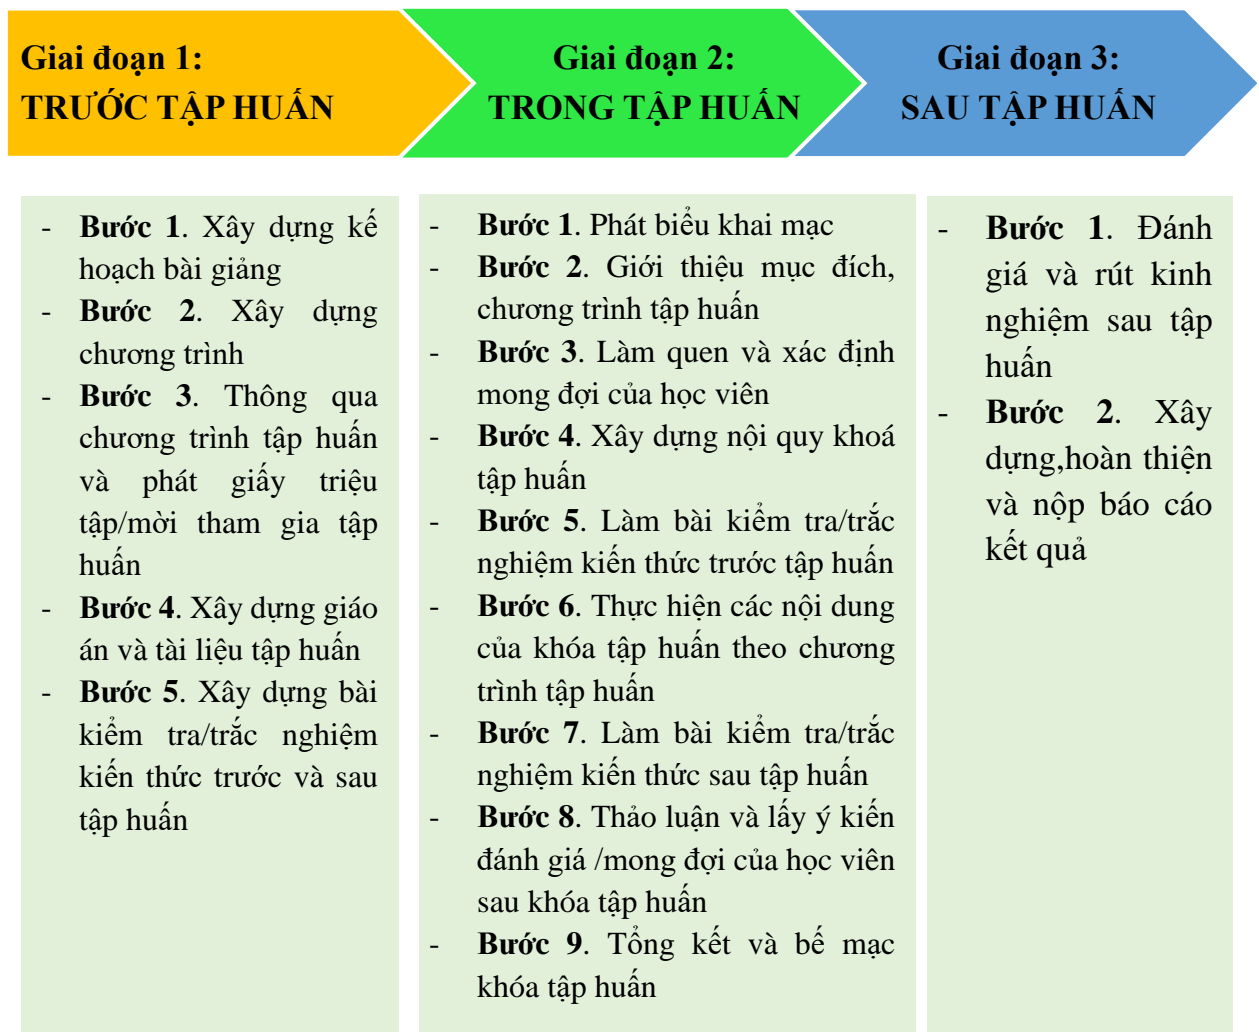 Giai đoạn 1:
TRƯỚC TẬP HUẤN
Giai đoạn 2:
TRONG TẬP HUẤN
Giai đoạn 3:
SAU TẬP HUẤN
- Bước 1. Xây dựng kế
hoạch bài giảng
- Bước 2. Xây dựng
chương trình
- Bước 3. Thông qua
chương trình tập huấn
và phát giấy triệu
tập/mời tham gia tập
huấn
- Bước 4. Xây dựng giáo
án và tài liệu tập huấn
- Bước 5. Xây dựng bài
kiểm tra/trắc nghiệm
kiến thức trước và sau
tập huấn
- Bước 1. Phát biểu khai mạc
- Bước 2. Giới thiệu mục đích,
chương trình tập huấn
- Bước 3. Làm quen và xác định
mong đợi của học viên
- Bước 4. Xây dựng nội quy khoá
tập huấn
- Bước 5. Làm bài kiểm tra/trắc
nghiệm kiến thức trước tập huấn
- Bước 6. Thực hiện các nội dung
của khóa tập huấn theo chương
trình tập huấn
- Bước 7. Làm bài kiểm tra/trắc
nghiệm kiến thức sau tập huấn
- Bước 8. Thảo luận và lấy ý kiến
đánh giá /mong đợi của học viên
sau khóa tập huấn
- Bước 9. Tổng kết và bế mạc
khóa tập huấn
- Bước 1. Đánh
giá và rút kinh
nghiệm sau tập
huấn
- Bước 2. Xây
dựng,hoàn thiện
và nộp báo cáo
kết quả